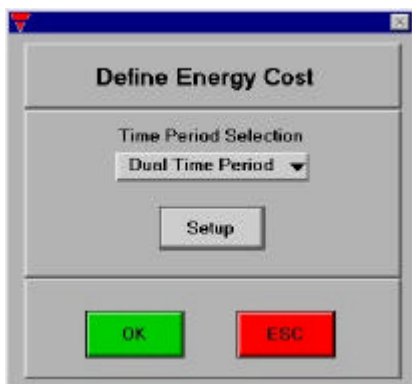 Define Energy Cost
Time Period Selection
Dual Time Period
Setup
OK
ESC